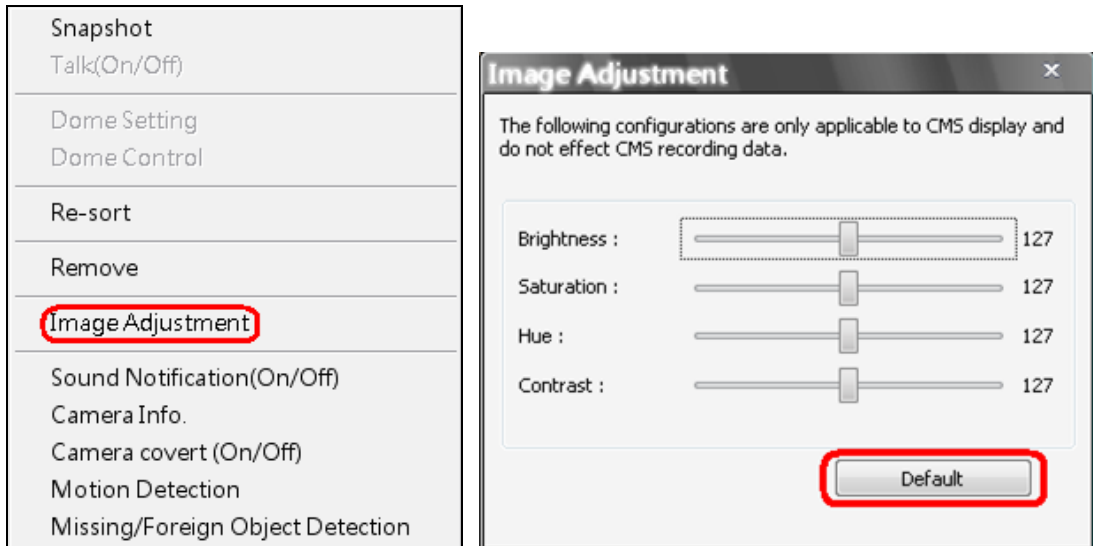 Snapshot
Talk(On/Off)
Dome Setting
Dome Control
Re-sort
Remove
Image Adjustment
Sound Notification(On/Off)
Camera Info.
Camera covert (On/Off)
Motion Detection
Missing/Foreign Object Detection
Image Adjustment
The following configurations are only applicable to CMS display and
do not effect CMS recording data.
Brightness : 127
Saturation : 127
Hue : 127
Contrast : 127
Default